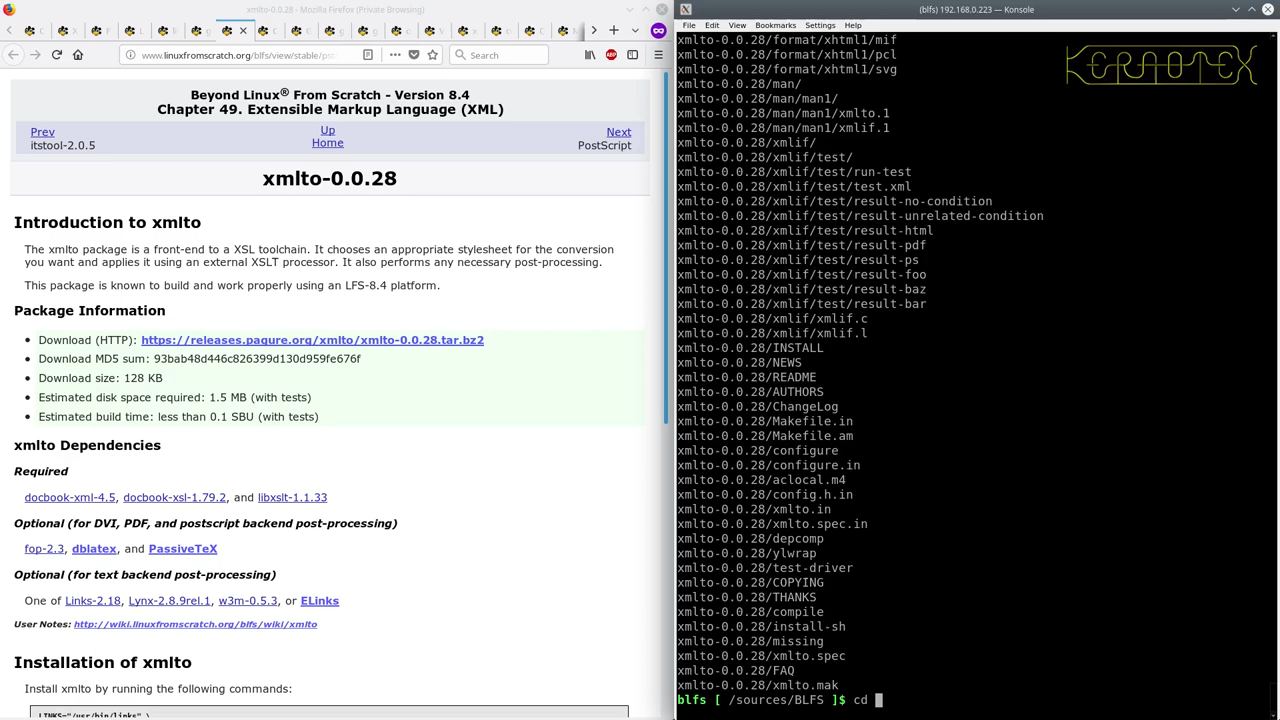 xmlto-0.0.28 - Mozilla Firefox (Private Browsing)
www.linuxfromscratch.org/blfs/view/stable/ps
Search
Beyond Linux® From Scratch - Version 8.4
Chapter 49. Extensible Markup Language (XML)
Prev
Up
Next
itstool-2.0.5
Home
PostScript
xmlto-0.0.28
Introduction to xmlto
The xmlto package is a front-end to a XSL toolchain. It chooses an appropriate stylesheet for the conversion
you want and applies it using an external XSLT processor. It also performs any necessary post-processing.
This package is known to build and work properly using an LFS-8.4 platform.
Package Information
Download (HTTP): https://releases.pagure.org/xmlto/xmlto-0.0.28.tar.bz2
Download MD5 sum: 93bab48d446c826399d130d959fe676f
Download size: 128 KB
Estimated disk space required: 1.5 MB (with tests)
Estimated build time: less than 0.1 SBU (with tests)
xmlto Dependencies
Required
docbook-xml-4.5, docbook-xsl-1.79.2, and libxslt-1.1.33
Optional (for DVI, PDF, and postscript backend post-processing)
fop-2.3, dblatex, and PassiveTeX
Optional (for text backend post-processing)
One of Links-2.18, Lynx-2.8.9rel.1, w3m-0.5.3, or ELinks
User Notes: http://wiki.linuxfromscratch.org/blfs/wiki/xmlto
Installation of xmlto
Install xmlto by running the following commands:
LINKS="/usr/bin/links" \
(blfs) 192.168.0.223 — Konsole
File Edit View Bookmarks Settings Help
KERAOTEX
xmlto-0.0.28/format/xhtml1/mif
xmlto-0.0.28/format/xhtml1/pcl
xmlto-0.0.28/format/xhtml1/svg
xmlto-0.0.28/man/
xmlto-0.0.28/man/man1/
xmlto-0.0.28/man/man1/xmlto.1
xmlto-0.0.28/man/man1/xmlif.1
xmlto-0.0.28/xmlif/
xmlto-0.0.28/xmlif/test/
xmlto-0.0.28/xmlif/test/run-test
xmlto-0.0.28/xmlif/test/test.xml
xmlto-0.0.28/xmlif/test/result-no-condition
xmlto-0.0.28/xmlif/test/result-unrelated-condition
xmlto-0.0.28/xmlif/test/result-html
xmlto-0.0.28/xmlif/test/result-pdf
xmlto-0.0.28/xmlif/test/result-ps
xmlto-0.0.28/xmlif/test/result-foo
xmlto-0.0.28/xmlif/test/result-baz
xmlto-0.0.28/xmlif/test/result-bar
xmlto-0.0.28/xmlif/xmlif.c
xmlto-0.0.28/xmlif/xmlif.l
xmlto-0.0.28/INSTALL
xmlto-0.0.28/NEWS
xmlto-0.0.28/README
xmlto-0.0.28/AUTHORS
xmlto-0.0.28/ChangeLog
xmlto-0.0.28/Makefile.in
xmlto-0.0.28/Makefile.am
xmlto-0.0.28/configure
xmlto-0.0.28/configure.in
xmlto-0.0.28/aclocal.m4
xmlto-0.0.28/config.h.in
xmlto-0.0.28/xmlto.in
xmlto-0.0.28/xmlto.spec.in
xmlto-0.0.28/depcomp
xmlto-0.0.28/ylwrap
xmlto-0.0.28/test-driver
xmlto-0.0.28/COPYING
xmlto-0.0.28/THANKS
xmlto-0.0.28/compile
xmlto-0.0.28/install-sh
xmlto-0.0.28/missing
xmlto-0.0.28/xmlto.spec
xmlto-0.0.28/FAQ
xmlto-0.0.28/xmlto.mak
blfs [ /sources/BLFS ]$ cd